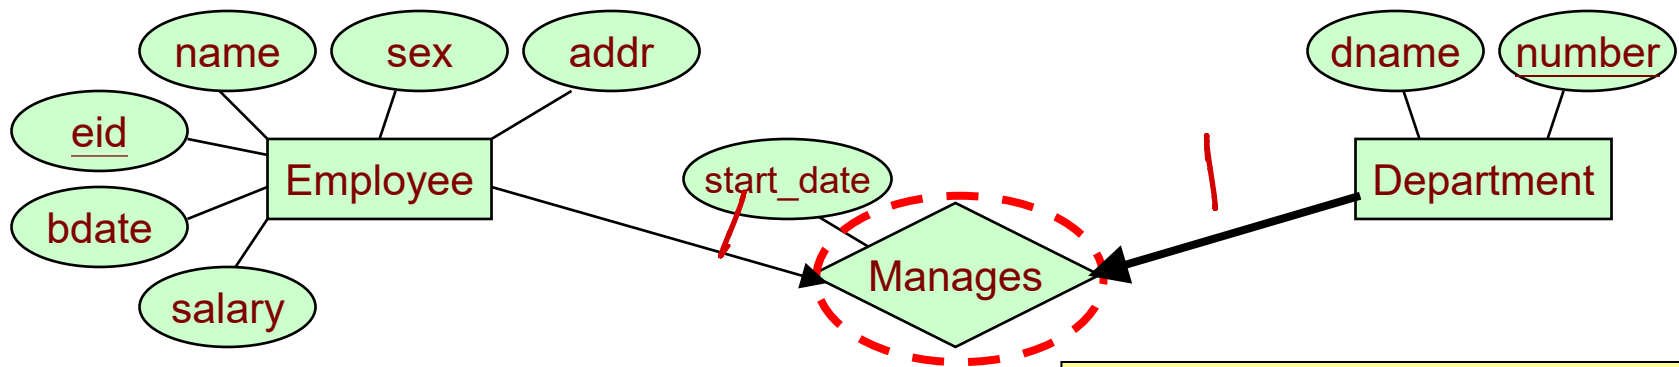 name
sex
addr
dname
number
eid
Employee
start_date
Department
bdate
Manages
salary